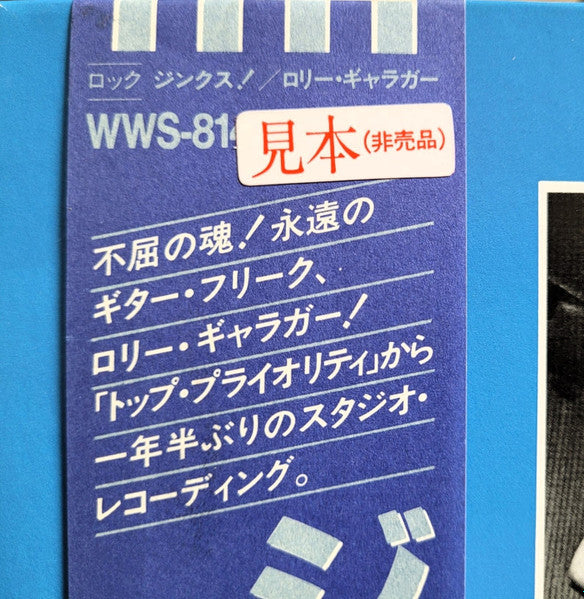 ロック ジンクス!/ロリー・ギャラガー
WWS-814
見本(非売品)
不屈の魂!永遠の
ギター・フリーク、
ロリー・ギャラガー!
「トップ・プライオリティ」から
一年半ぶりのスタジオ・
レコーディング。
ジ